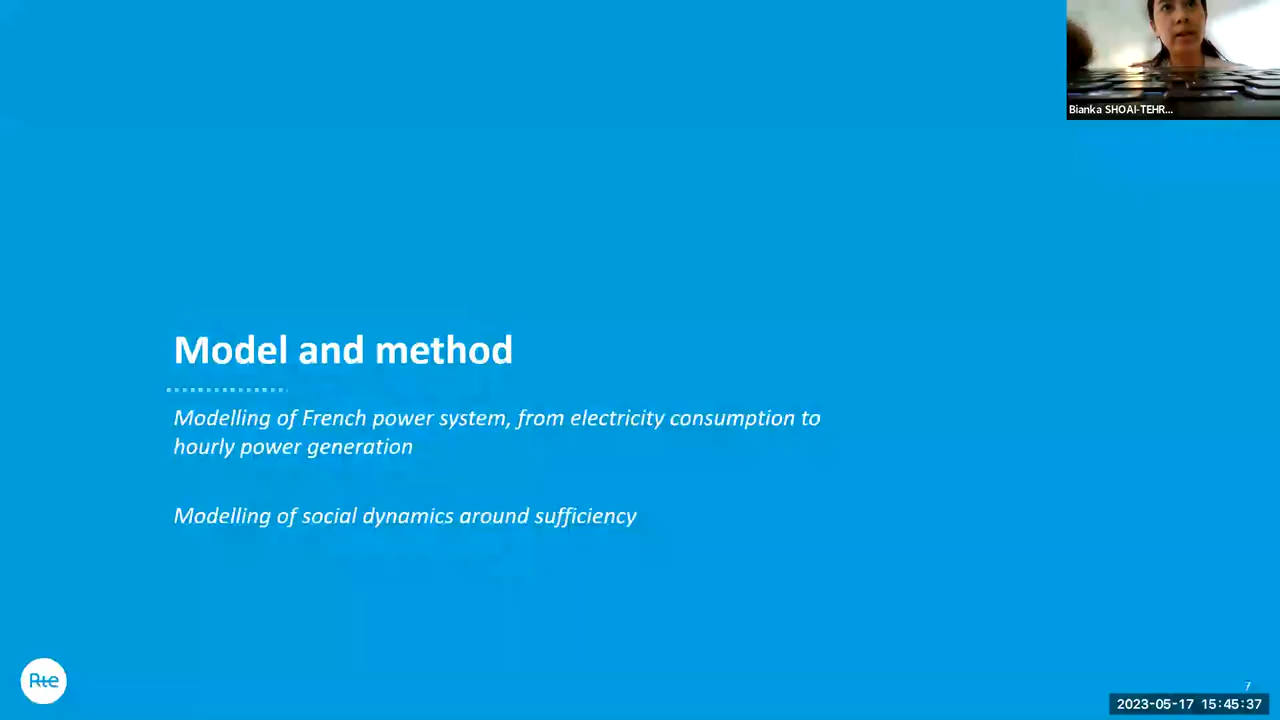 Bianka SHOAI-TEHR...
Model and method
Modelling of French power system, from electricity consumption to
hourly power generation
Modelling of social dynamics around sufficiency
Rte
7
2023-05-17 15:45:37